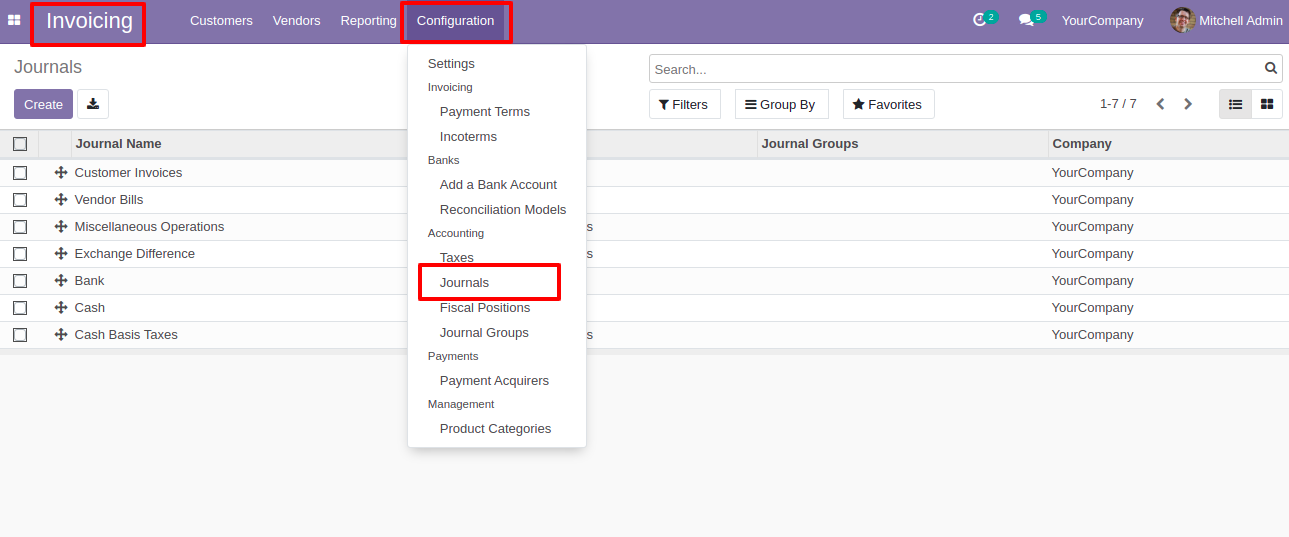 Invoicing Customers Vendors Reporting Configuration 2 5 YourCompany Mitchell Admin
Journals
Search...
Create
Filters Group By Favorites 1-7 / 7
Settings
Invoicing
Payment Terms
Incoterms
Banks
Add a Bank Account
Reconciliation Models
Accounting
Taxes
Journals
Fiscal Positions
Journal Groups
Payments
Payment Acquirers
Management
Product Categories
Journal Name Journal Groups Company
Customer Invoices YourCompany
Vendor Bills YourCompany
Miscellaneous Operations s YourCompany
Exchange Difference s YourCompany
Bank YourCompany
Cash YourCompany
Cash Basis Taxes s YourCompany